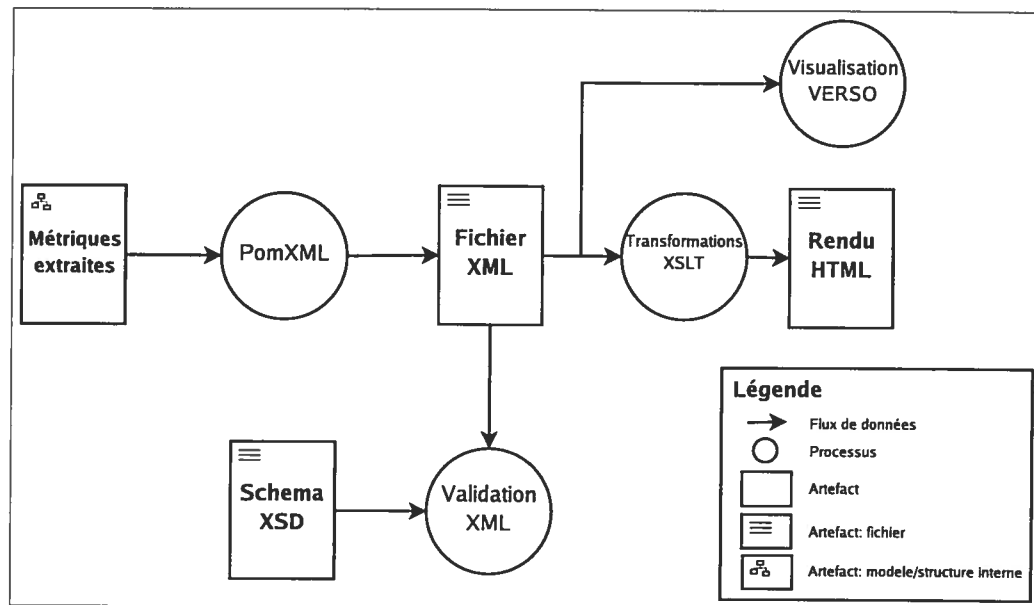 Visualisation
VERSO
Métriques
extraites
PomXML
Fichier
XML
Transformations
XSLT
Rendu
HTML
Schema
XSD
Validation
XML
Légende
Flux de données
Processus
Artefact
Artefact: fichier
Artefact: modele/structure interne